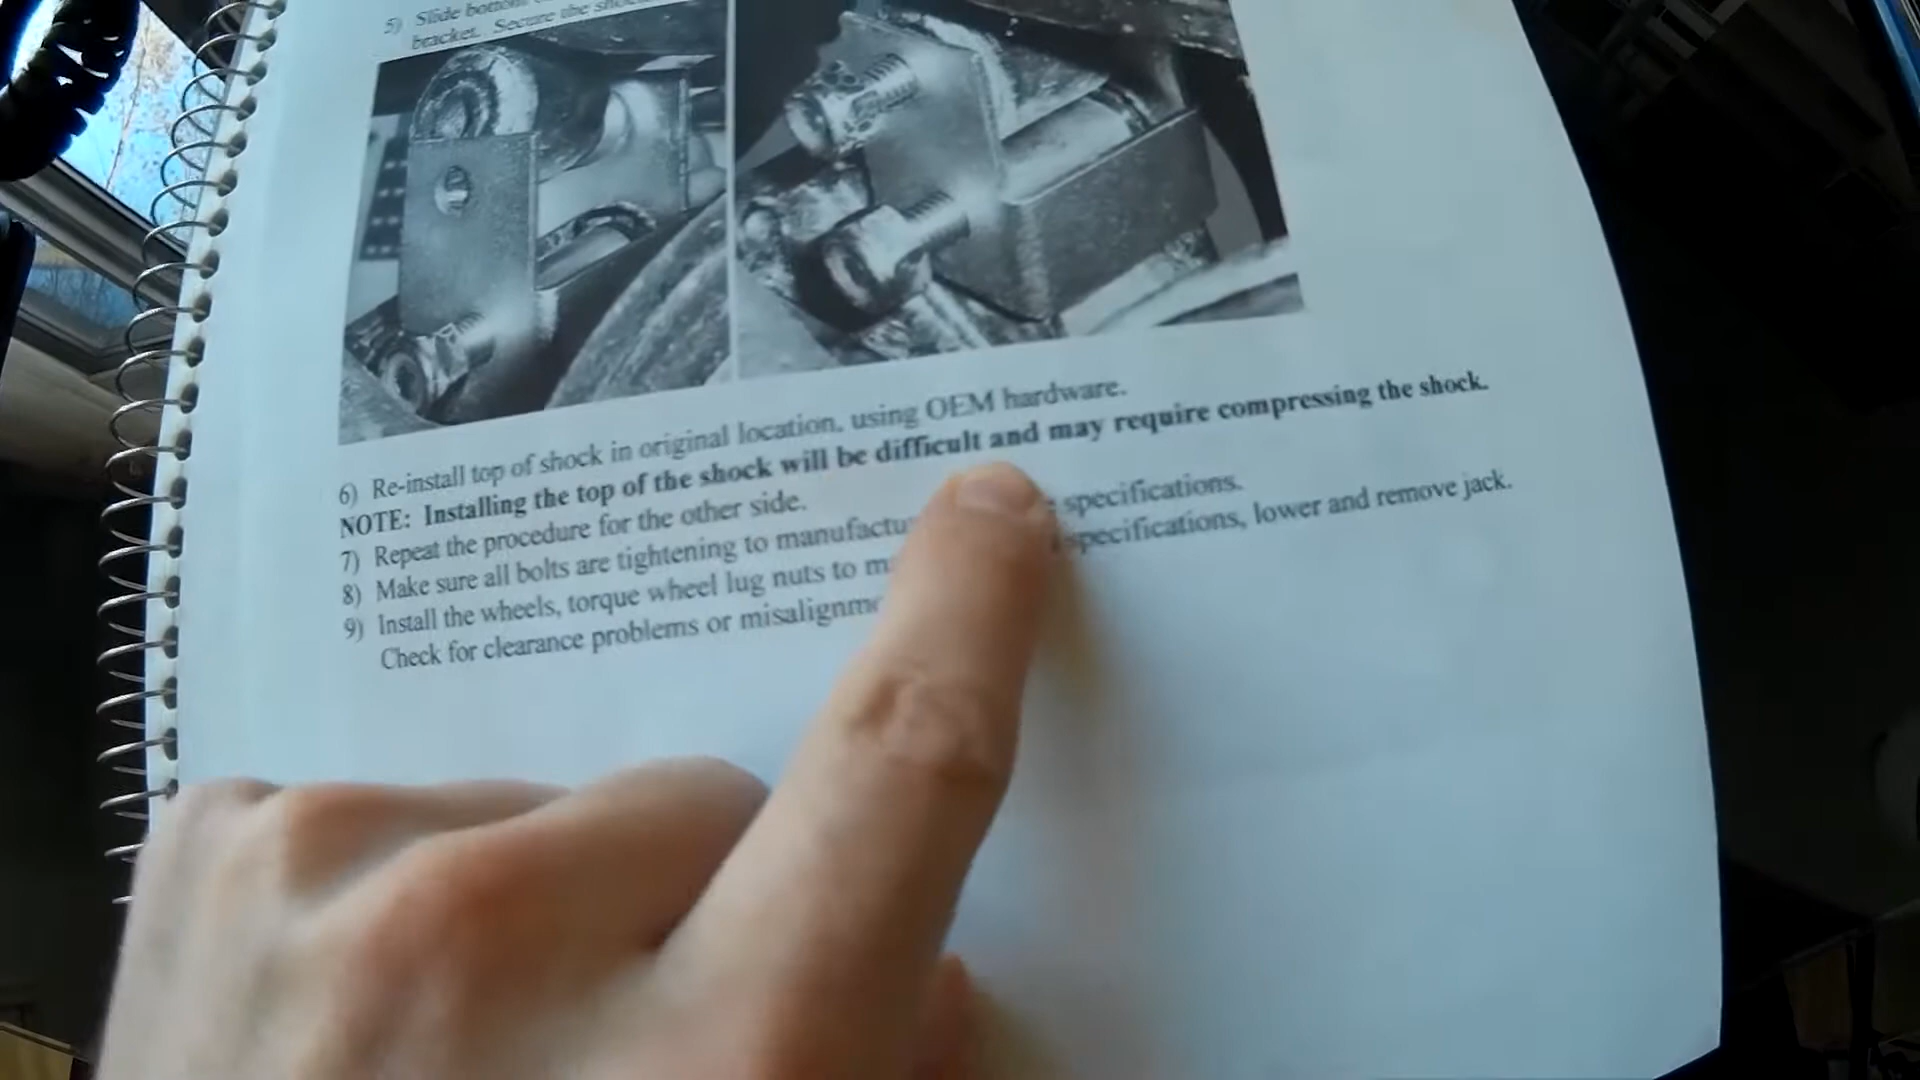 5) Slide bottom
bracket. Secure the shock
6) Re-install top of shock in original location, using OEM hardware.
NOTE: Installing the top of the shock will be difficult and may require compressing the shock.
7) Repeat the procedure for the other side.
8) Make sure all bolts are tightening to manufactu specifications.
9) Install the wheels, torque wheel lug nuts to specifications, lower and remove jack.
Check for clearance problems or misalignme